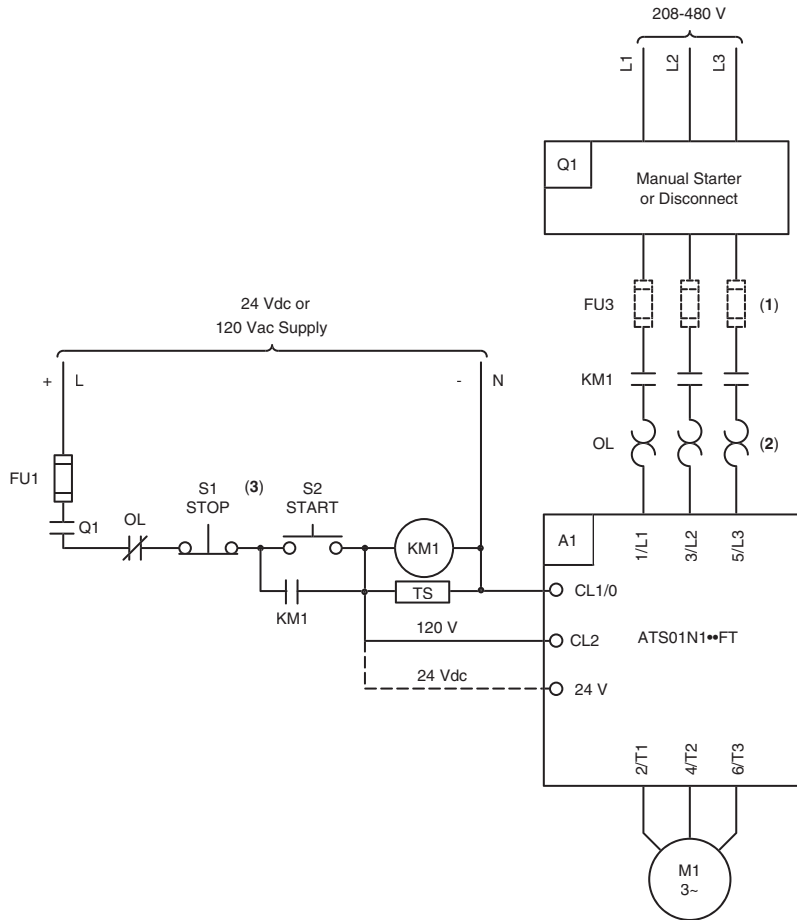 208-480 V
L1
L2
L3
Q1
Manual Starter
or Disconnect
24 Vdc or
120 Vac Supply
FU3
(1)
+
L
-
N
KM1
FU1
OL
(2)
S1
STOP
(3)
S2
START
Q1
OL
KM1
A1
1/L1
3/L2
5/L3
TS
CL1/0
KM1
120 V
CL2
ATS01N1••FT
24 Vdc
24 V
2/T1
4/T2
6/T3
M1
3~